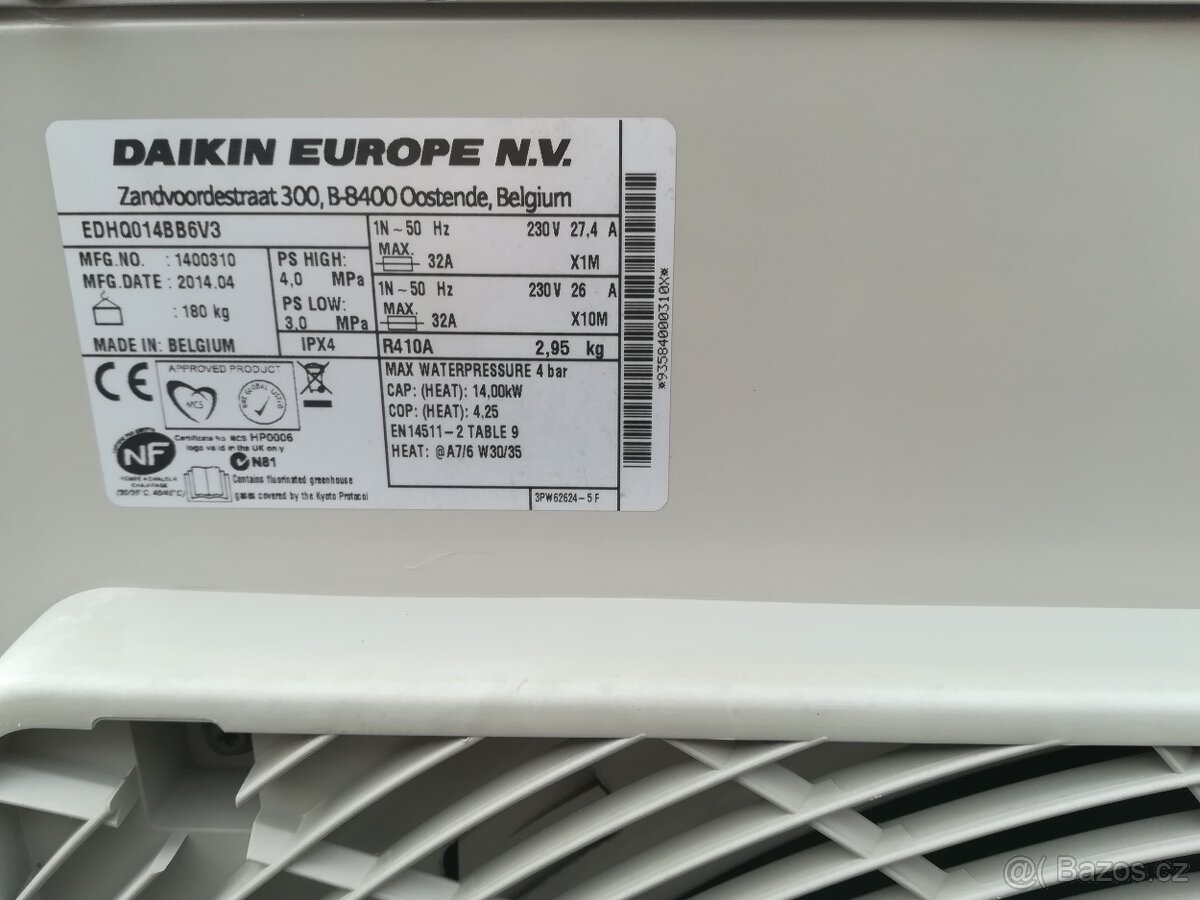 DAIKIN EUROPE N.V.
Zandvoordestraat 300, B-8400 Oostende, Belgium
EDHQ014BB6V3
MFG.NO. : 1400310
MFG.DATE : 2014.04
: 180 kg
MADE IN: BELGIUM
PS HIGH:
4,0 MPa
PS LOW:
3,0 MPa
IPX4
1N~50 Hz 230V 27,4 A
MAX.
32A X1M
1N~50 Hz 230V 26 A
MAX.
32A X10M
R410A 2,95 kg
MAX WATERPRESSURE 4 bar
CAP: (HEAT): 14,00kW
COP: (HEAT): 4,25
EN14511-2 TABLE 9
HEAT: @A7/6 W30/35
3PW62624-5F
CE
APPROVED PRODUCT
MCS
Certificate No MCS HP0006
logo valid in the UK only
NF
POMPE A CHALEUR
CHAUFFAGE
N81
Contains fluorinated greenhouse
gases covered by the Kyoto Protocol
*93584000310X*
@( Bazos.cz